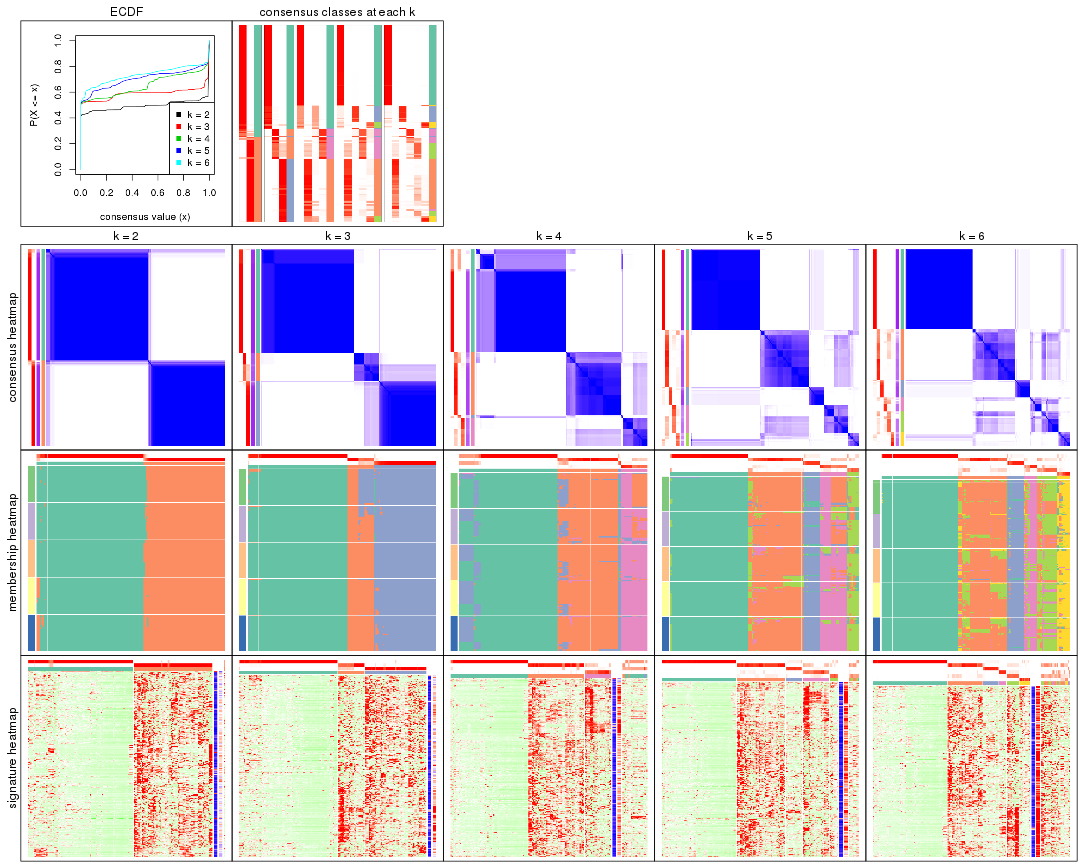 ECDF
consensus classes at each k
P(X <= x)
0.0 0.2 0.4 0.6 0.8 1.0
k = 2
k = 3
k = 4
k = 5
k = 6
0.0 0.2 0.4 0.6 0.8 1.0
consensus value (x)
k = 2 k = 3 k = 4 k = 5 k = 6
consensus heatmap
membership heatmap
signature heatmap